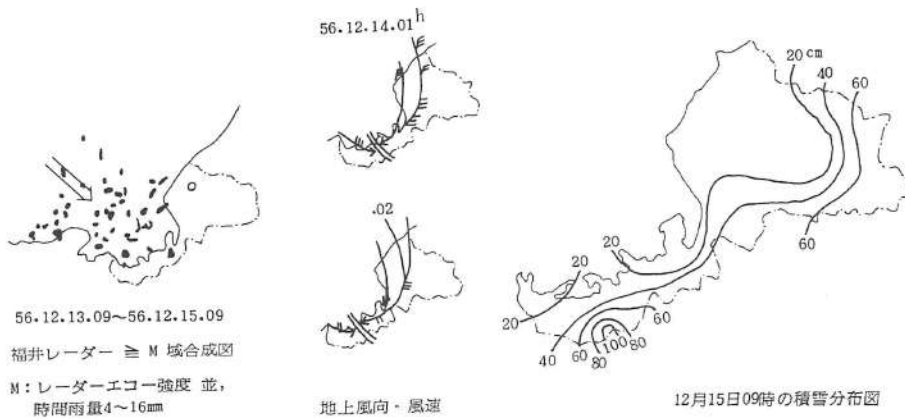 56.12.13.09～56.12.15.09
福井レーダー ≧ M 域合成図
M：レーダーエコー強度 並，
時間雨量4～16㎜
56.12.14.01h
.02
地上風向・風速
20cm
40
60
60
20
20
20
60
40
60
80
100
80
12月15日09時の積雪分布図